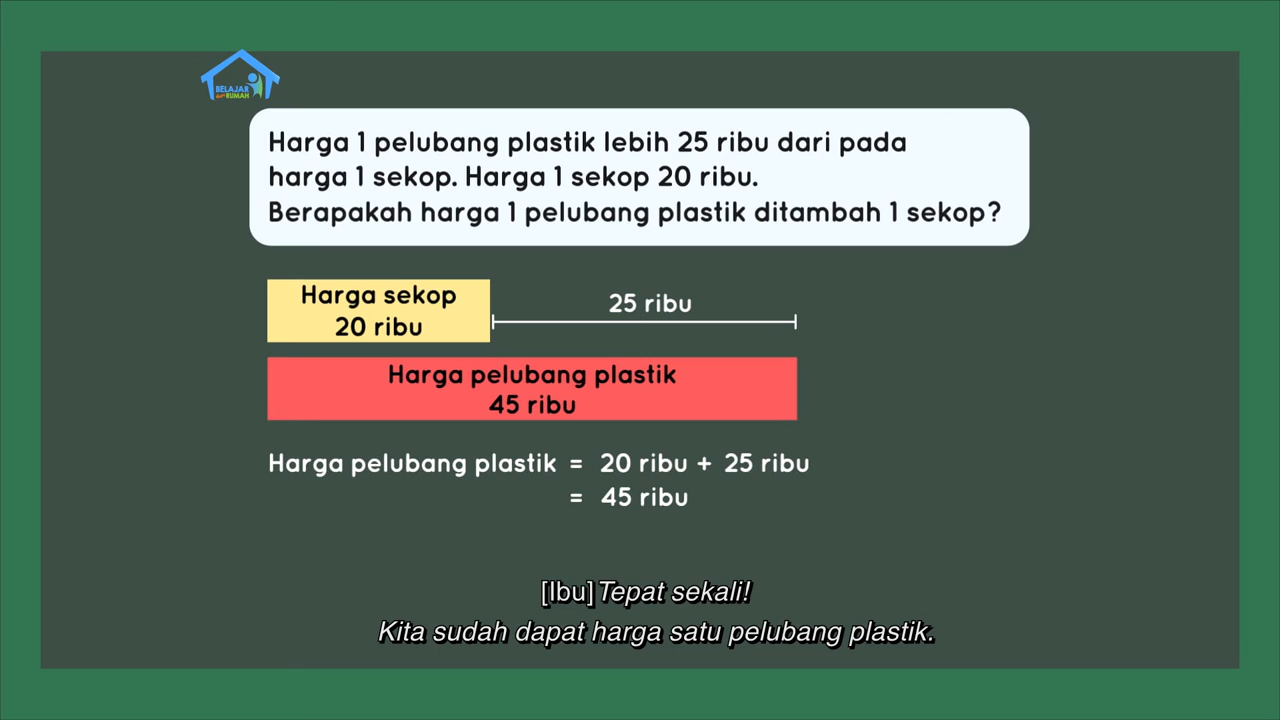 BELAJAR
dari RUMAH
Harga 1 pelubang plastik lebih 25 ribu dari pada
harga 1 sekop. Harga 1 sekop 20 ribu.
Berapakah harga 1 pelubang plastik ditambah 1 sekop?
Harga sekop
20 ribu
25 ribu
Harga pelubang plastik
45 ribu
Harga pelubang plastik = 20 ribu + 25 ribu
= 45 ribu
[Ibu] Tepat sekali!
Kita sudah dapat harga satu pelubang plastik.